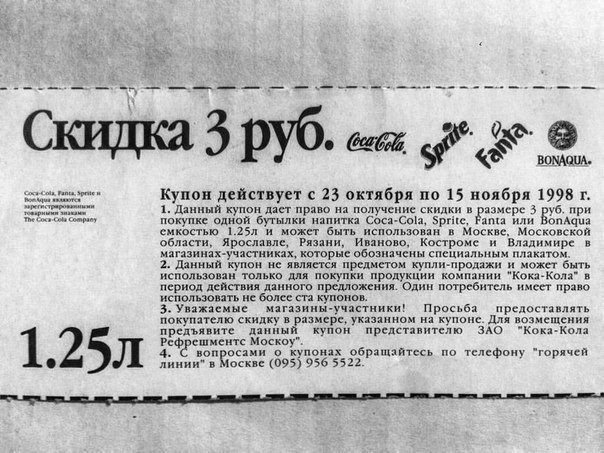 Скидка 3 руб.
Coca-Cola.
Sprite.
Fanta.
BONAQUA.
Coca-Cola, Fanta, Sprite и
BonAqua являются
зарегистрированными
товарными знаками
The Coca-Cola Company
1.25л
Купон действует с 23 октября по 15 ноября 1998 г.
1. Данный купон дает право на получение скидки в размере 3 руб. при
покупке одной бутылки напитка Coca-Cola, Sprite, Fanta или BonAqua
емкостью 1.25л и может быть использован в Москве, Московской
области, Ярославле, Рязани, Иваново, Костроме и Владимире в
магазинах-участниках, которые обозначены специальным плакатом.
2. Данный купон не является предметом купли-продажи и может быть
использован только для покупки продукции компании "Кока-Кола" в
период действия данного предложения. Один потребитель имеет право
использовать не более ста купонов.
3. Уважаемые магазины-участники! Просьба предоставлять
покупателю скидку в размере, указанном на купоне. Для возмещения
предъявите данный купон представителю ЗАО "Кока-Кола
Рефрешментс Москоу".
4. С вопросами о купонах обращайтесь по телефону "горячей
линии" в Москве (095) 956 5522.